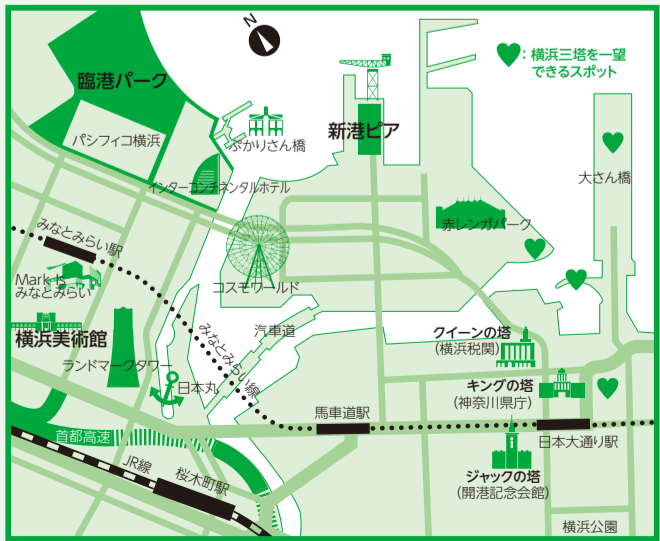 N
：横浜三塔を一望
できるスポット
臨港パーク
パシフィコ横浜
ぷかりさん橋
新港ピア
インターコンチネンタルホテル
大さん橋
赤レンガパーク
みなとみらい駅
Mark Is
みなとみらい
コスモワールド
横浜美術館
ランドマークタワー
みなとみらい線
汽車道
クイーンの塔
（横浜税関）
日本丸
キングの塔
（神奈川県庁）
馬車道駅
日本大通り駅
首都高速
JR線
桜木町駅
ジャックの塔
（開港記念会館）
横浜公園